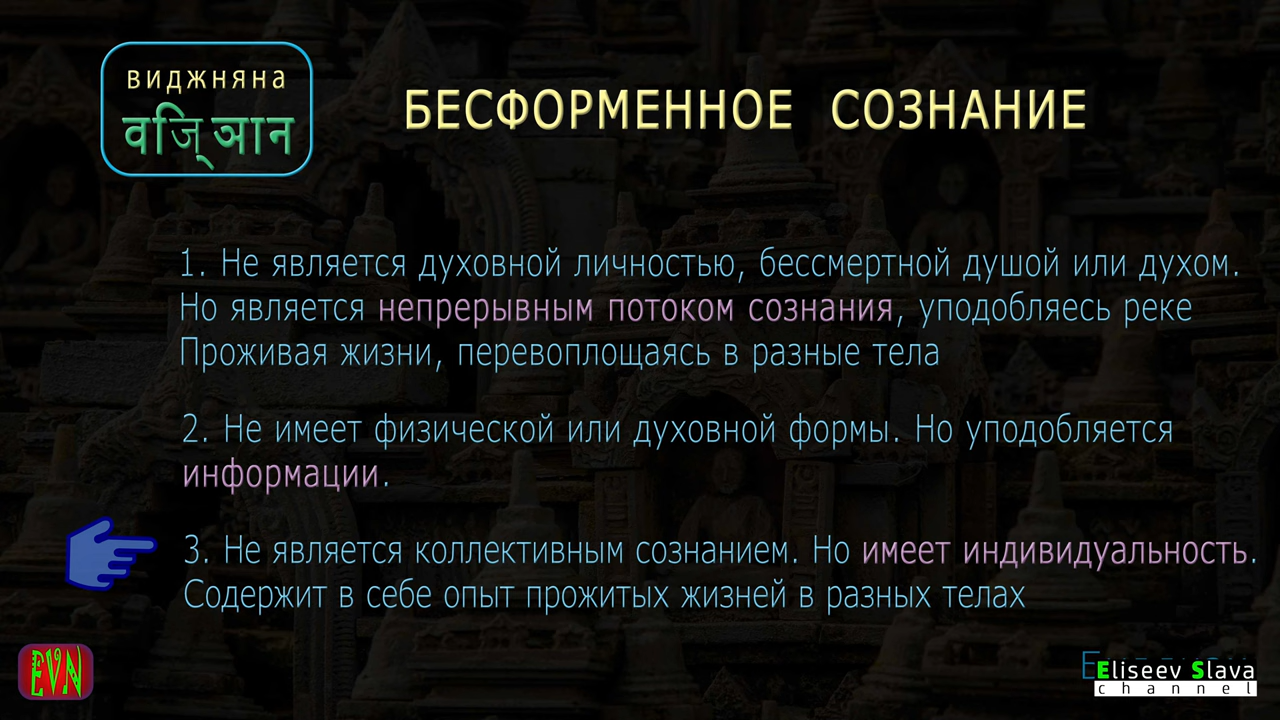 виджняна
वजि्ञान
БЕСФОРМЕННОЕ СОЗНАНИЕ
1. Не является духовной личностью, бессмертной душой или духом.
Но является непрерывным потоком сознания, уподобляесь реке
Проживая жизни, перевоплощаясь в разные тела
2. Не имеет физической или духовной формы. Но уподобляется
информации.
3. Не является коллективным сознанием. Но имеет индивидуальность.
Содержит в себе опыт прожитых жизней в разных телах
EVN
Eliseev Slava
channel